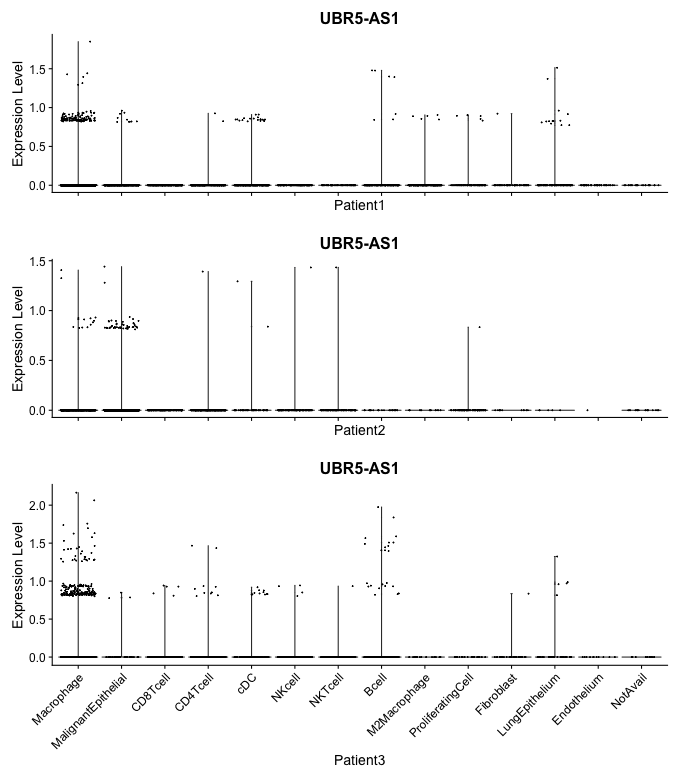 UBR5-AS1
Expression Level
1.5
1.0
0.5
0.0
Patient1
UBR5-AS1
Expression Level
1.5
1.0
0.5
0.0
Patient2
UBR5-AS1
Expression Level
2.0
1.5
1.0
0.5
0.0
Macrophage
MalignantEpithelial
CD8Tcell
CD4Tcell
cDC
NKcell
NKTcell
Bcell
M2Macrophage
ProliferatingCell
Fibroblast
LungEpithelium
Endothelium
NotAvail
Patient3